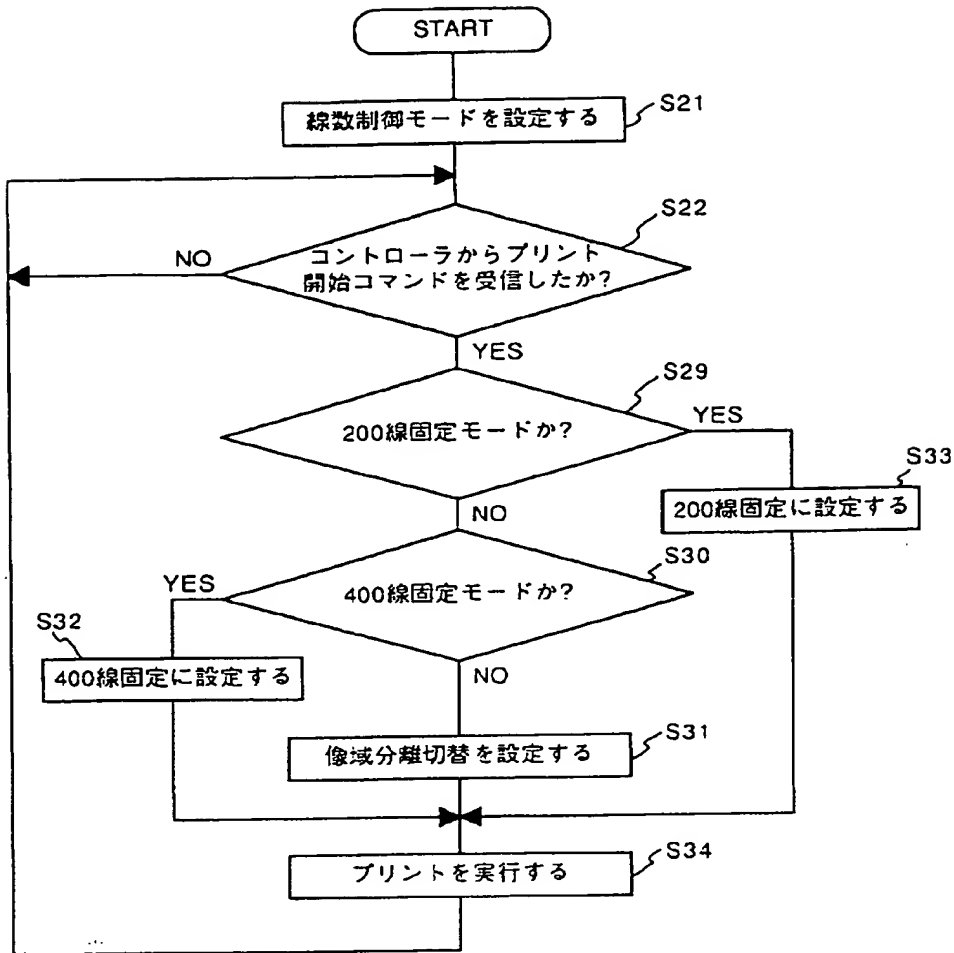 START
線数制御モードを設定する
S21
コントローラからプリント
開始コマンドを受信したか?
S22
NO
YES
200線固定モードか?
S29
YES
S33
200線固定に設定する
NO
400線固定モードか?
S30
YES
S32
400線固定に設定する
NO
像域分離切替を設定する
S31
プリントを実行する
S34